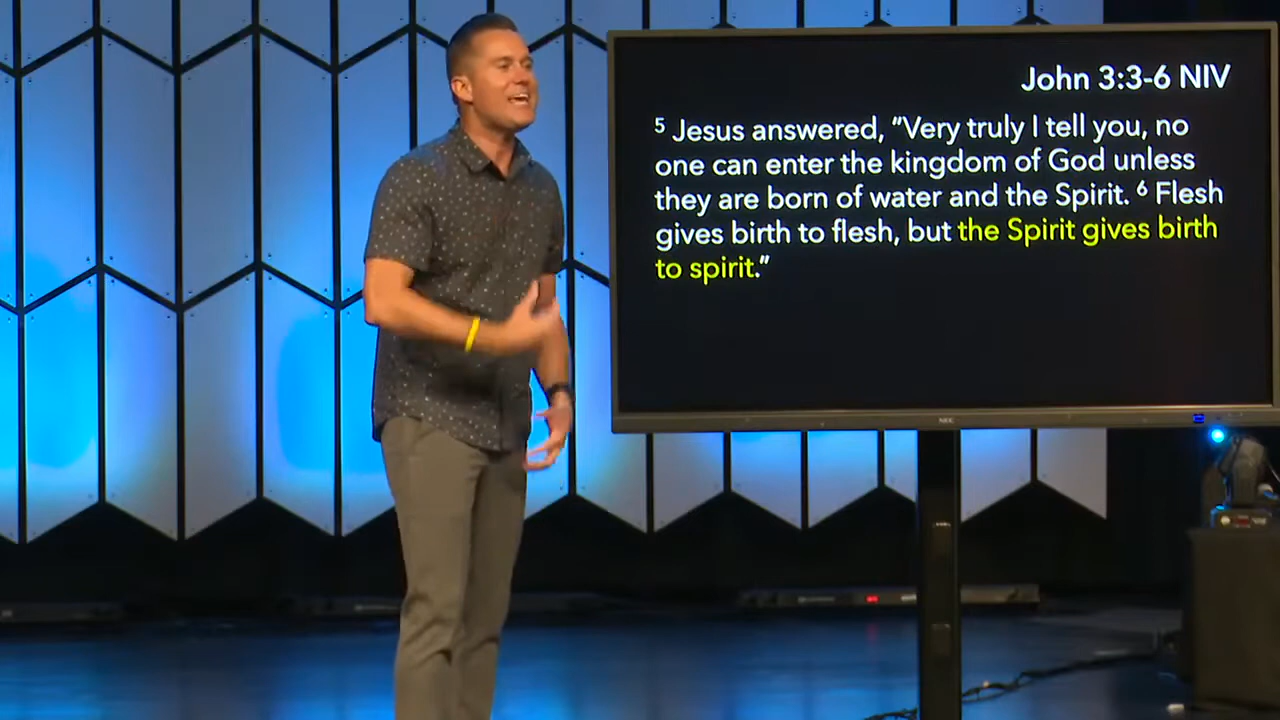 John 3:3-6 NIV
⁵ Jesus answered, "Very truly I tell you, no
one can enter the kingdom of God unless
they are born of water and the Spirit. ⁶ Flesh
gives birth to flesh, but the Spirit gives birth
to spirit."
NEC